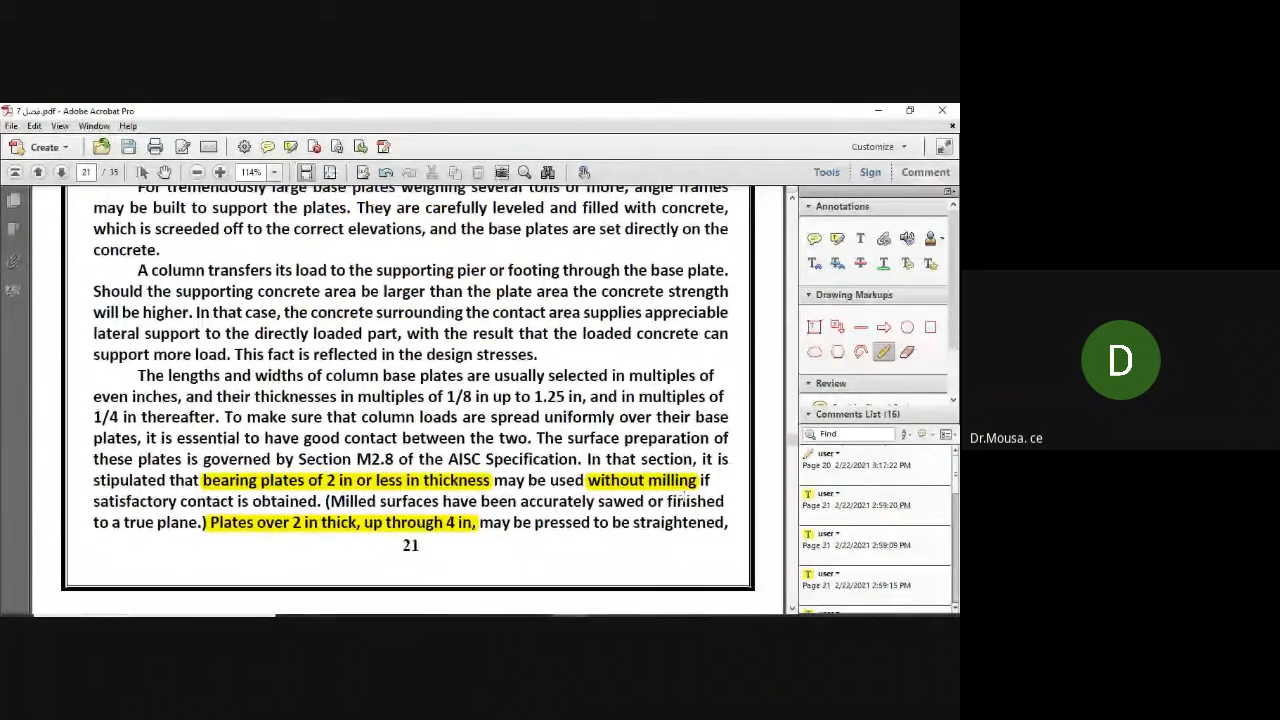 فصل 7.pdf - Adobe Acrobat Pro
File Edit View Window Help
Create
Customize
21 / 35
114%
Tools Sign Comment
For tremendously large base plates weighing several tons or more, angle frames
may be built to support the plates. They are carefully leveled and filled with concrete,
which is screeded off to the correct elevations, and the base plates are set directly on the
concrete.
A column transfers its load to the supporting pier or footing through the base plate.
Should the supporting concrete area be larger than the plate area the concrete strength
will be higher. In that case, the concrete surrounding the contact area supplies appreciable
lateral support to the directly loaded part, with the result that the loaded concrete can
support more load. This fact is reflected in the design stresses.
The lengths and widths of column base plates are usually selected in multiples of
even inches, and their thicknesses in multiples of 1/8 in up to 1.25 in, and in multiples of
1/4 in thereafter. To make sure that column loads are spread uniformly over their base
plates, it is essential to have good contact between the two. The surface preparation of
these plates is governed by Section M2.8 of the AISC Specification. In that section, it is
stipulated that bearing plates of 2 in or less in thickness may be used without milling if
satisfactory contact is obtained. (Milled surfaces have been accurately sawed or finished
to a true plane.) Plates over 2 in thick, up through 4 in, may be pressed to be straightened,
21
Annotations
Drawing Markups
Review
Comments List (16)
Find
user
Page 20 2/22/2021 3:17:22 PM
user
Page 21 2/22/2021 2:59:20 PM
user
Page 21 2/22/2021 2:59:09 PM
user
Page 21 2/22/2021 2:59:15 PM
user
D
Dr.Mousa. ce